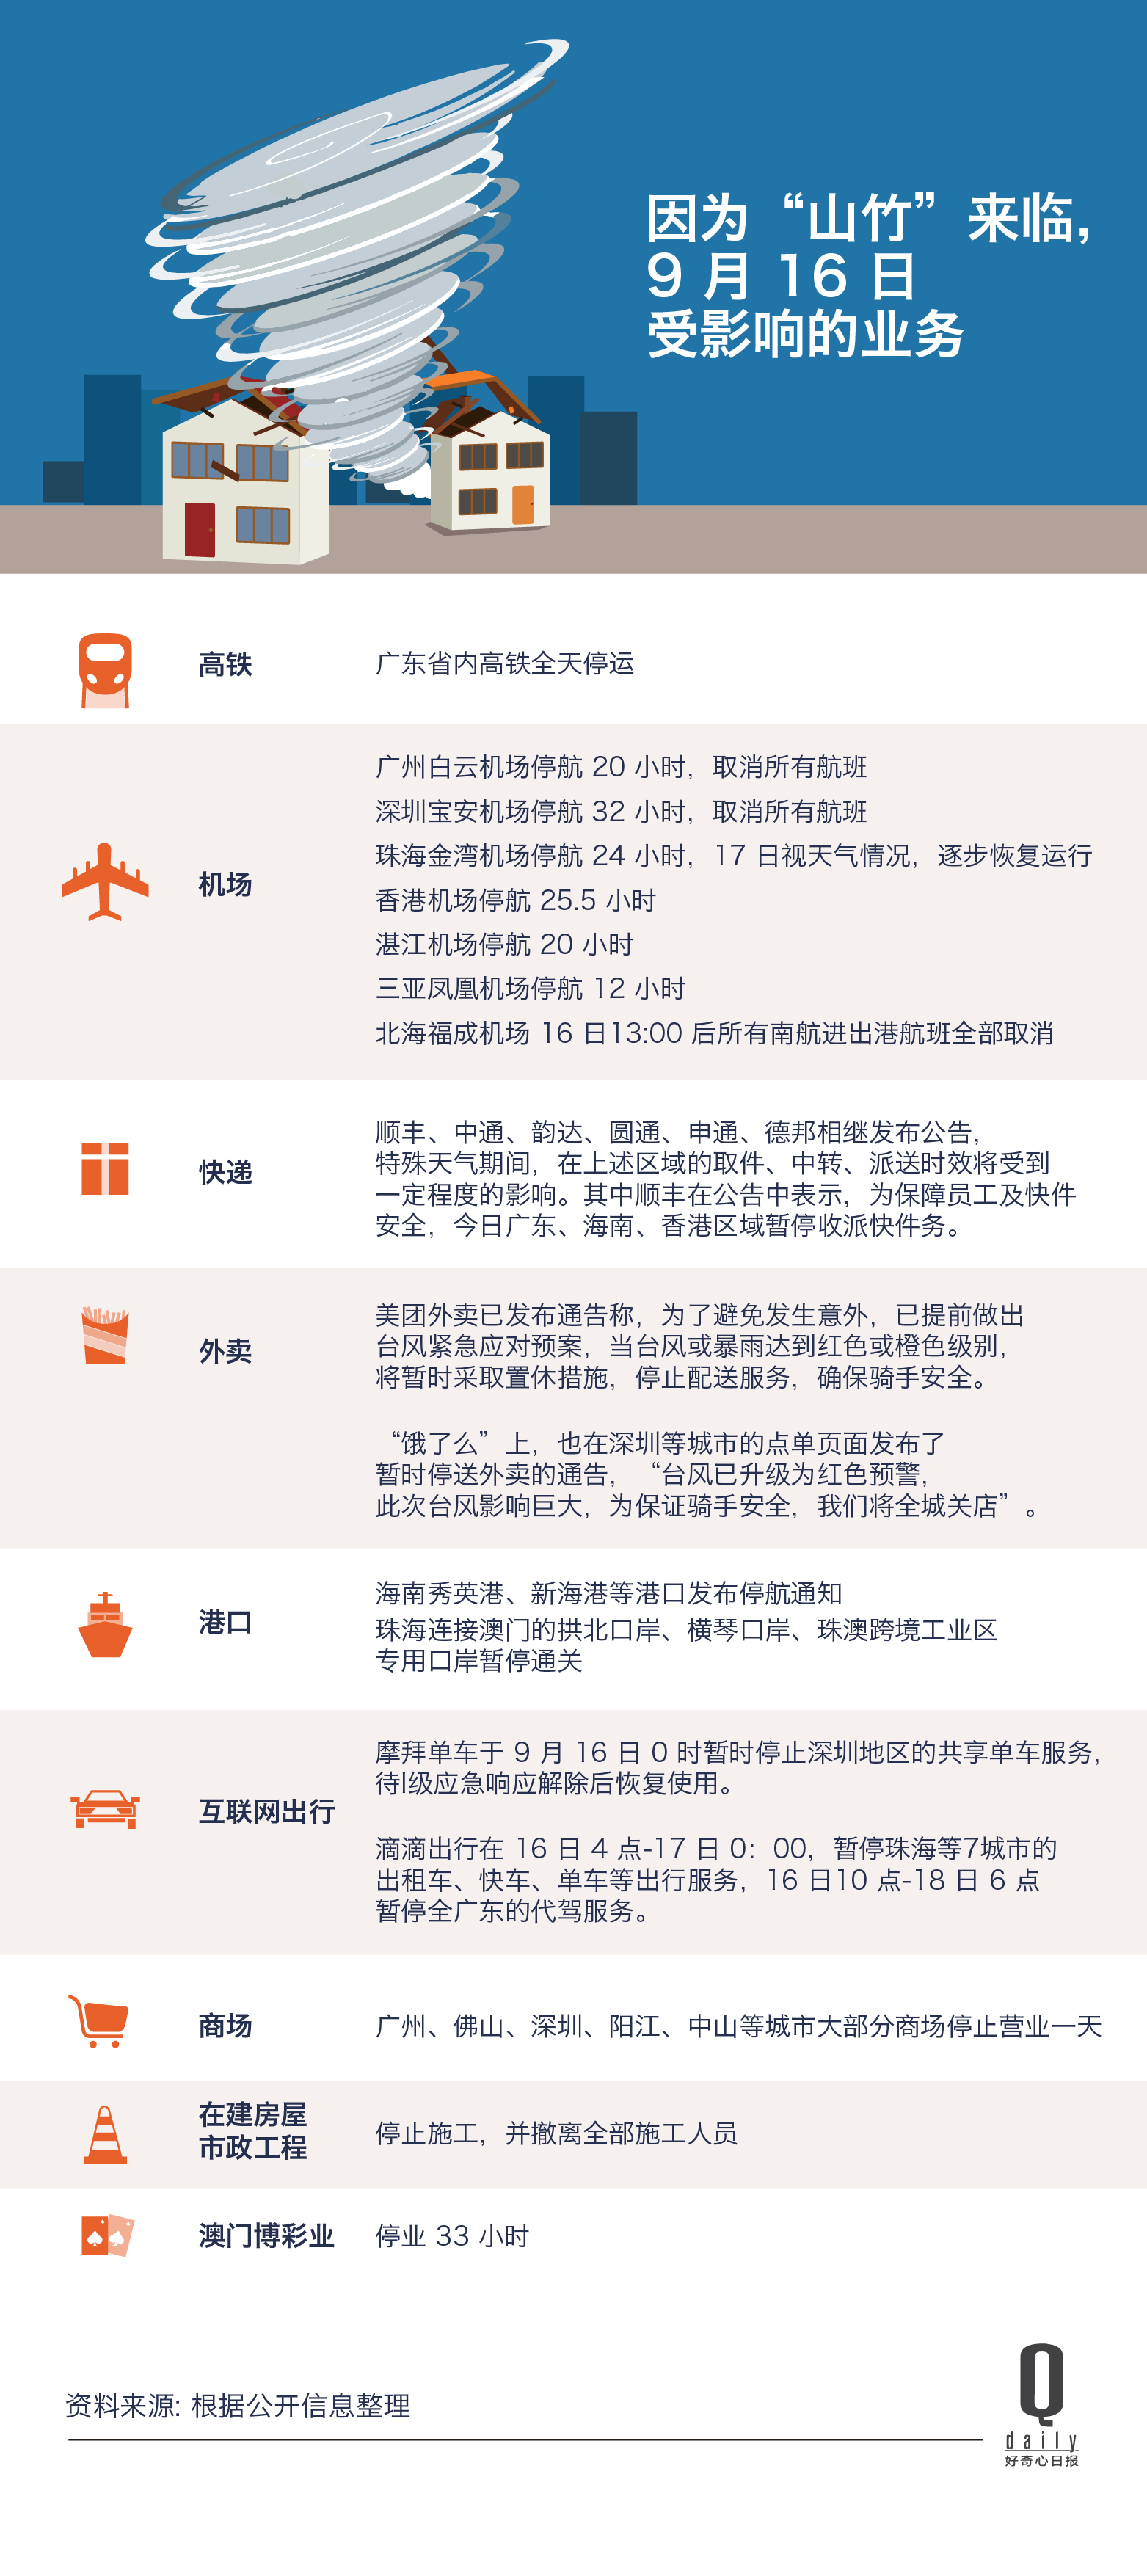 因为“山竹”来临，
9 月 16 日
受影响的业务
高铁
广东省内高铁全天停运
机场
广州白云机场停航 20 小时，取消所有航班
深圳宝安机场停航 32 小时，取消所有航班
珠海金湾机场停航 24 小时，17 日视天气情况，逐步恢复运行
香港机场停航 25.5 小时
湛江机场停航 20 小时
三亚凤凰机场停航 12 小时
北海福成机场 16 日13:00 后所有南航进出港航班全部取消
快递
顺丰、中通、韵达、圆通、申通、德邦相继发布公告，
特殊天气期间，在上述区域的取件、中转、派送时效将受到
一定程度的影响。其中顺丰在公告中表示，为保障员工及快件
安全，今日广东、海南、香港区域暂停收派快件务。
外卖
美团外卖已发布通告称，为了避免发生意外，已提前做出
台风紧急应对预案，当台风或暴雨达到红色或橙色级别，
将暂时采取置休措施，停止配送服务，确保骑手安全。
“饿了么”上，也在深圳等城市的点单页面发布了
暂时停送外卖的通告，“台风已升级为红色预警，
此次台风影响巨大，为保证骑手安全，我们将全城关店”。
港口
海南秀英港、新海港等港口发布停航通知
珠海连接澳门的拱北口岸、横琴口岸、珠澳跨境工业区
专用口岸暂停通关
互联网出行
摩拜单车于 9 月 16 日 0 时暂时停止深圳地区的共享单车服务，
待I级应急响应解除后恢复使用。
滴滴出行在 16 日 4 点-17 日 0：00，暂停珠海等7城市的
出租车、快车、单车等出行服务，16 日10 点-18 日 6 点
暂停全广东的代驾服务。
商场
广州、佛山、深圳、阳江、中山等城市大部分商场停止营业一天
在建房屋
市政工程
停止施工，并撤离全部施工人员
澳门博彩业
停业 33 小时
资料来源: 根据公开信息整理
Q
daily
好奇心日报